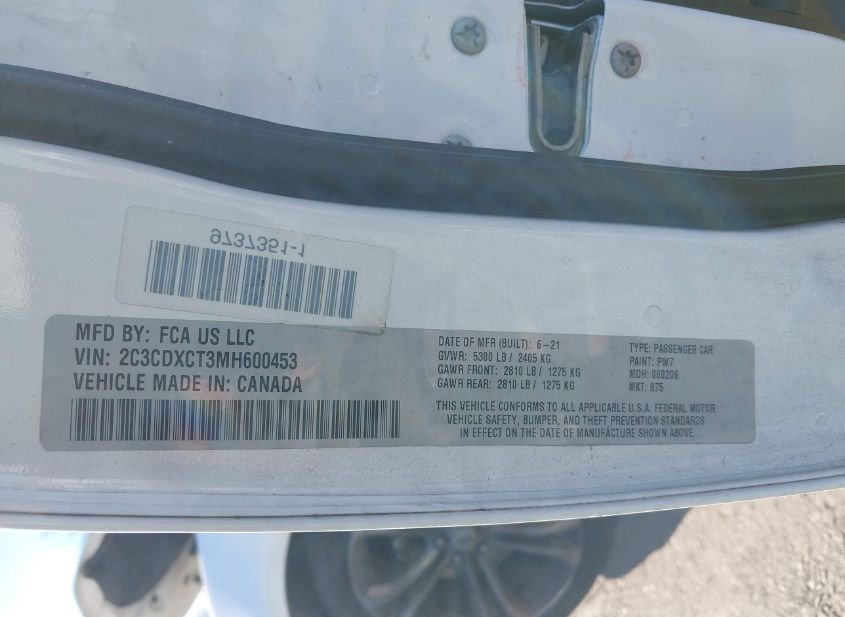 9737351-1
MFD BY: FCA US LLC
VIN: 2C3CDXCT3MH600453
VEHICLE MADE IN: CANADA
DATE OF MFR (BUILT): 6-21
GVWR: 5300 LB / 2405 KG
GAWR FRONT: 2810 LB / 1275 KG
GAWR REAR: 2810 LB / 1275 KG
TYPE: PASSENGER CAR
PAINT: PW7
MDH: 060206
MKT: 875
THIS VEHICLE CONFORMS TO ALL APPLICABLE U.S.A. FEDERAL MOTOR
VEHICLE SAFETY, BUMPER, AND THEFT PREVENTION STANDARDS
IN EFFECT ON THE DATE OF MANUFACTURE SHOWN ABOVE.